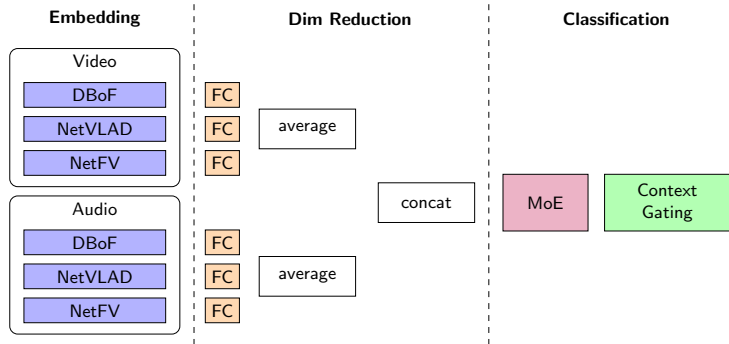 Embedding
Dim Reduction
Classification
Video
DBoF
NetVLAD
NetFV
FC
FC
FC
average
Audio
DBoF
NetVLAD
NetFV
FC
FC
FC
average
concat
MoE
Context
Gating